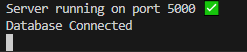 Server running on port 5000 ✅
Database Connected